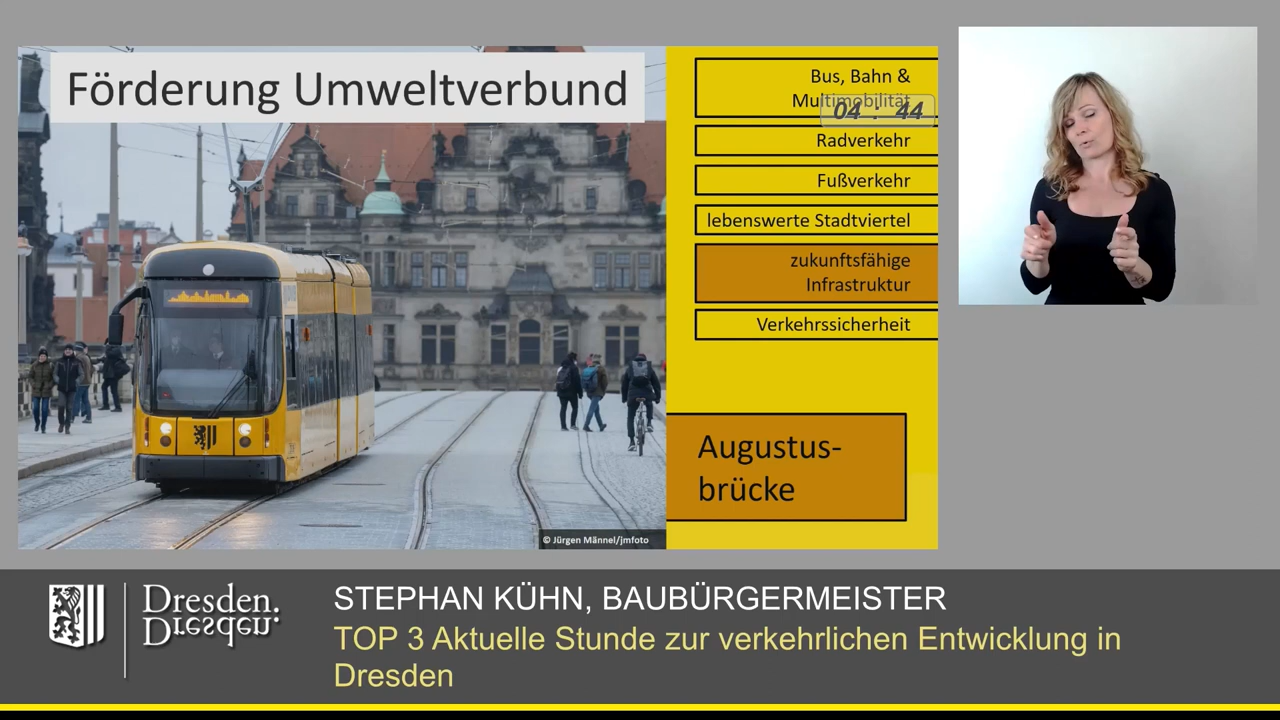 Förderung Umweltverbund
Bus, Bahn &
Multimobilität
04 : 44
Radverkehr
Fußverkehr
lebenswerte Stadtviertel
zukunftsfähige
Infrastruktur
Verkehrssicherheit
Augustus-
brücke
© Jürgen Männel/jmfoto
Dresden.
Dresden.
STEPHAN KÜHN, BAUBÜRGERMEISTER
TOP 3 Aktuelle Stunde zur verkehrlichen Entwicklung in
Dresden